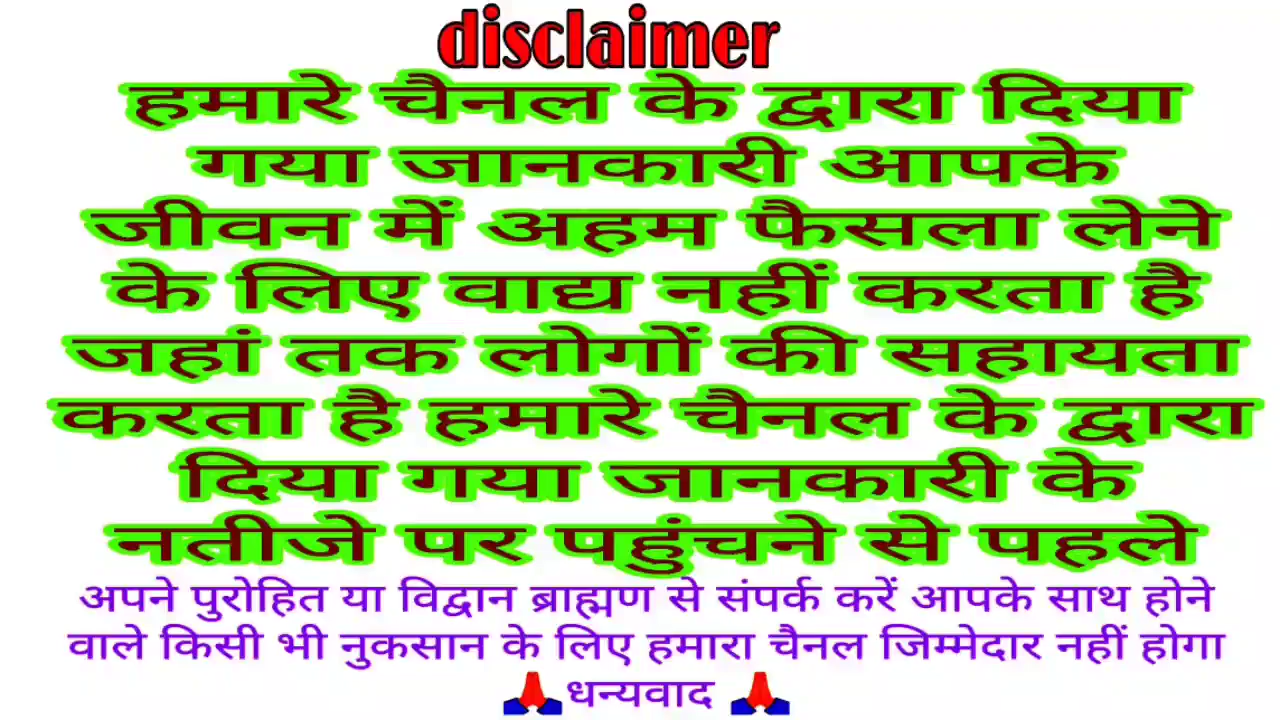 disclaimer
हमारे चैनल के द्वारा दिया
गया जानकारी आपके
जीवन में अहम फैसला लेने
के लिए वाद्य नहीं करता है
जहां तक लोगों की सहायता
करता है हमारे चैनल के द्वारा
दिया गया जानकारी के
नतीजे पर पहुंचने से पहले
अपने पुरोहित या विद्वान ब्राह्मण से संपर्क करें आपके साथ होने
वाले किसी भी नुकसान के लिए हमारा चैनल जिम्मेदार नहीं होगा
🙏धन्यवाद 🙏